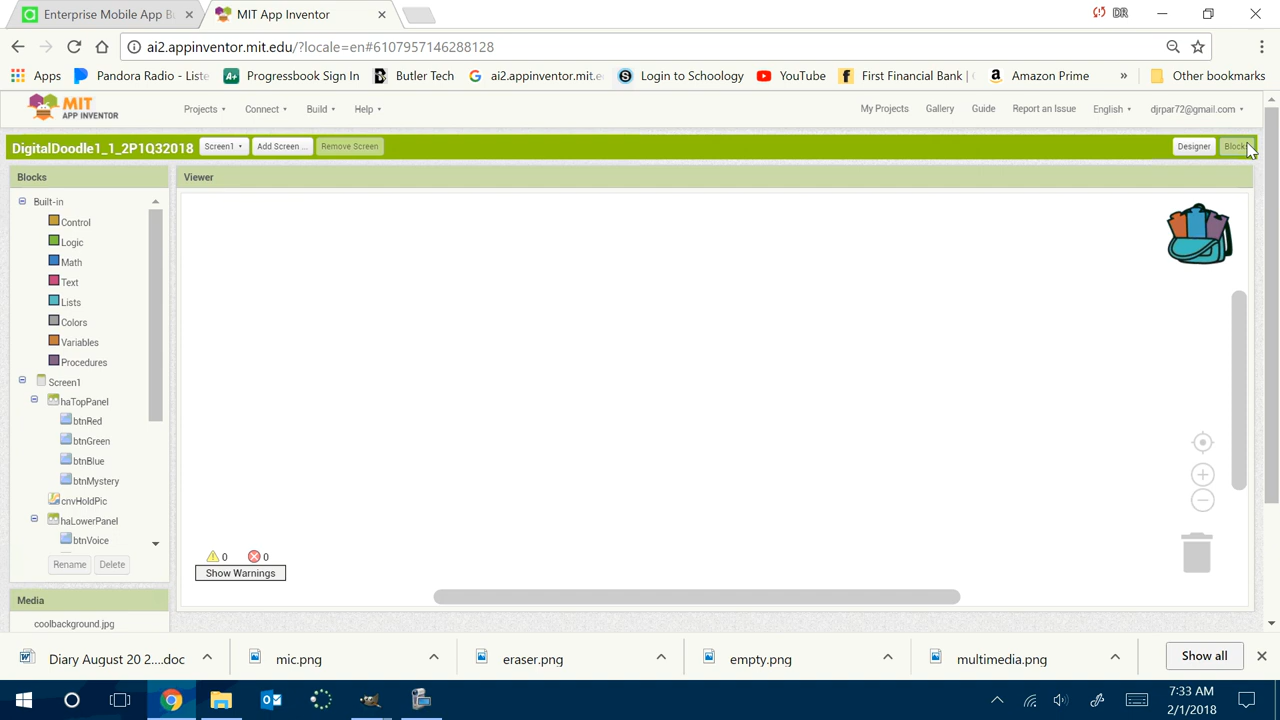 Enterprise Mobile App Bu
MIT App Inventor
DR
ai2.appinventor.mit.edu/?locale=en#6107957146288128
Apps
Pandora Radio - Liste
Progressbook Sign In
Butler Tech
ai2.appinventor.mit.e
Login to Schoology
YouTube
First Financial Bank |
Amazon Prime
»
Other bookmarks
MIT
APP INVENTOR
Projects
Connect
Build
Help
My Projects
Gallery
Guide
Report an Issue
English
djrpar72@gmail.com
DigitalDoodle1_1_2P1Q32018
Screen1
Add Screen ...
Remove Screen
Designer
Blocks
Blocks
Viewer
Built-in
Control
Logic
Math
Text
Lists
Colors
Variables
Procedures
Screen1
haTopPanel
btnRed
btnGreen
btnBlue
btnMystery
cnvHoldPic
haLowerPanel
btnVoice
Rename
Delete
0
0
Show Warnings
Media
coolbackground.jpg
Diary August 20 2....doc
mic.png
eraser.png
empty.png
multimedia.png
Show all
7:33 AM
2/1/2018